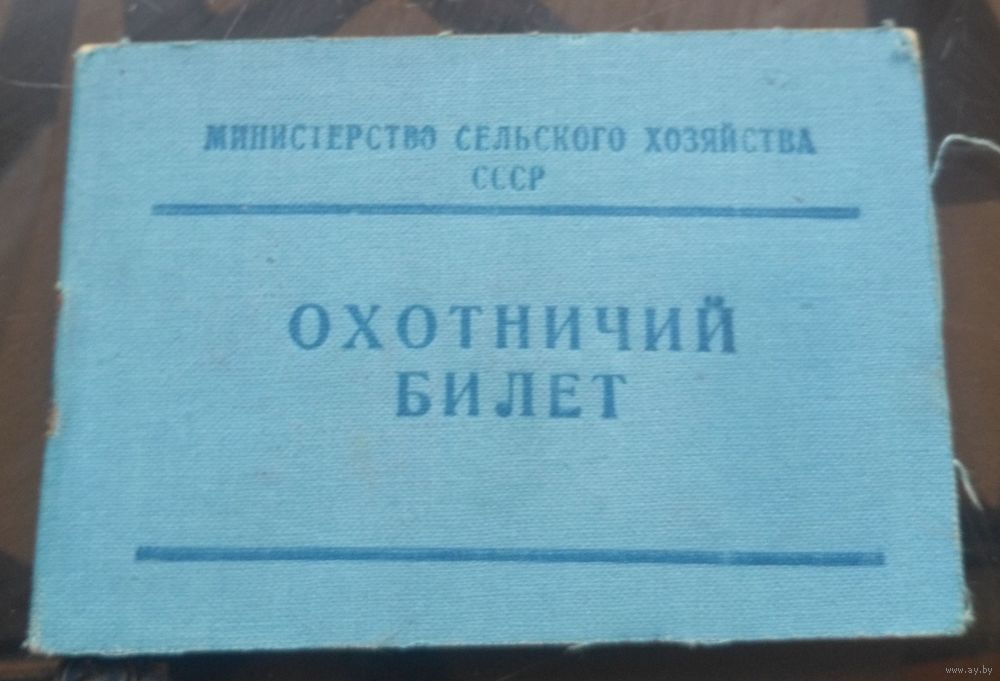 МИНИСТЕРСТВО СЕЛЬСКОГО ХОЗЯЙСТВА
СССР
ОХОТНИЧИЙ
БИЛЕТ
www.ay.by